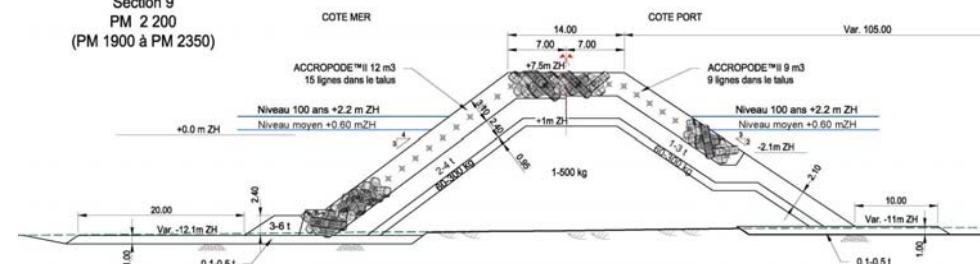 Section 9
PM 2 200
(PM 1900 à PM 2350)
COTE MER
COTE PORT
14.00
7.00 7.00
Var. 105.00
+7.5m ZH
ACCROPODE™II 12 m3
15 lignes dans le talus
ACCROPODE™II 9 m3
9 lignes dans le talus
Niveau 100 ans +2.2 m ZH
Niveau moyen +0.60 mZH
Niveau 100 ans +2.2 m ZH
Niveau moyen +0.60 mZH
+0.0 m ZH
+1m ZH
-2.1m ZH
3.10
2.40
0.95
2-4 t
60-300 kg
1-500 kg
1-3 t
60-300 kg
2.10
20.00
2.40
10.00
Var. -12.1m ZH
3-6 t
Var. -11m ZH
1.00
1.00
0.1-0.5 t
0.1-0.5 t